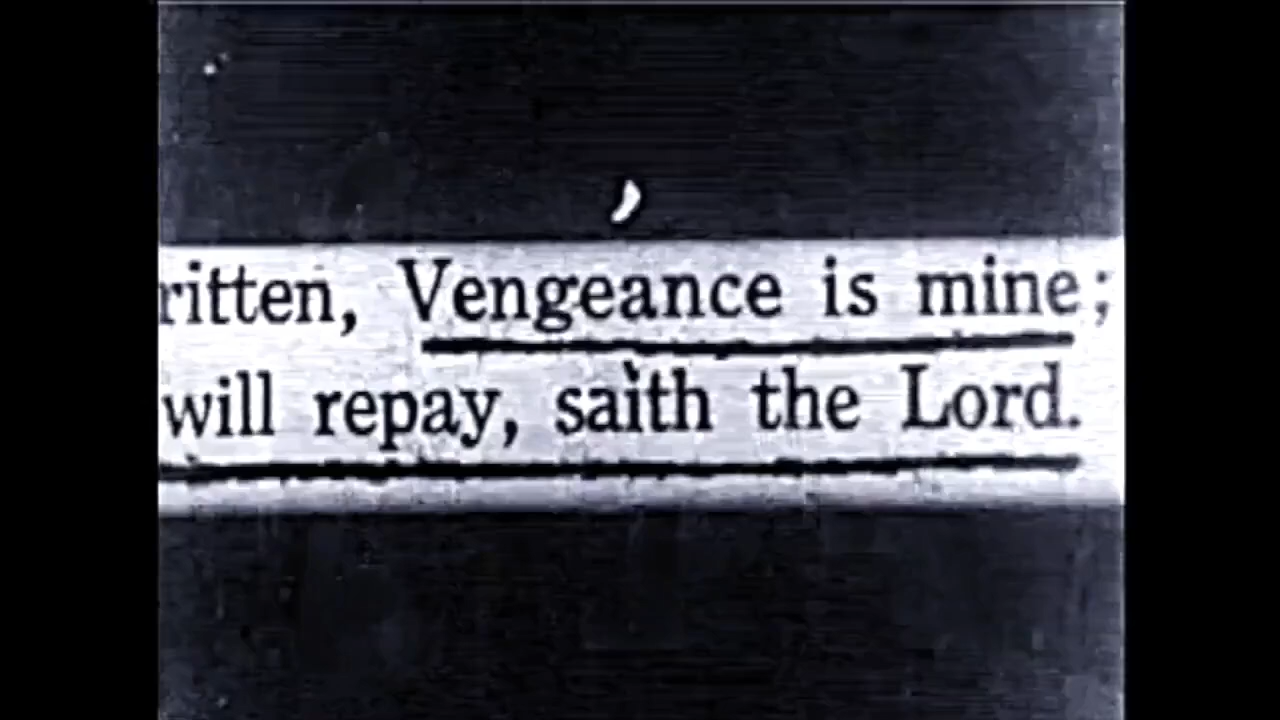 ritten, Vengeance is mine;
will repay, saith the Lord.